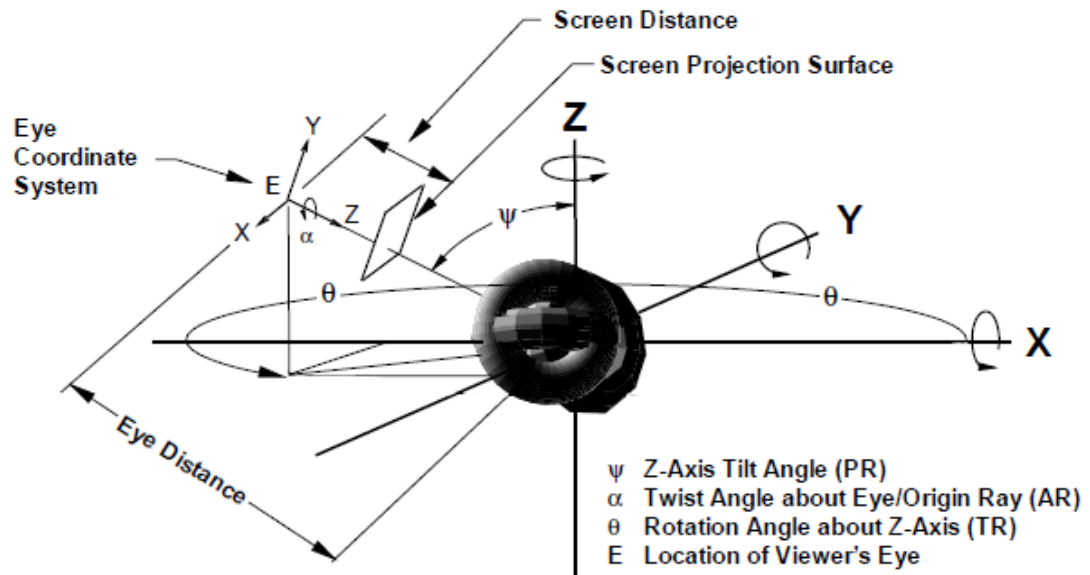 Screen Distance
Screen Projection Surface
Z
Eye
Coordinate
System
Y
E
X
Z
α
ψ
Y
θ
θ
X
Eye Distance
ψ Z-Axis Tilt Angle (PR)
α Twist Angle about Eye/Origin Ray (AR)
θ Rotation Angle about Z-Axis (TR)
E Location of Viewer's Eye